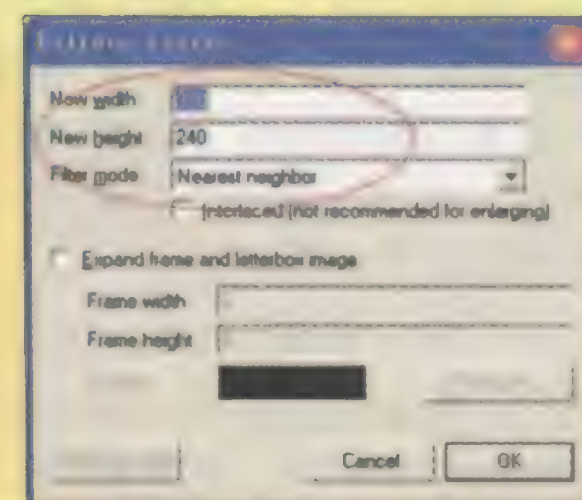 New width
New height 240
Filter mode Nearest neighbor
Interlaced (not recommended for enlarging)
Expand frame and letterbox image
Frame width
Frame height
Cancel OK